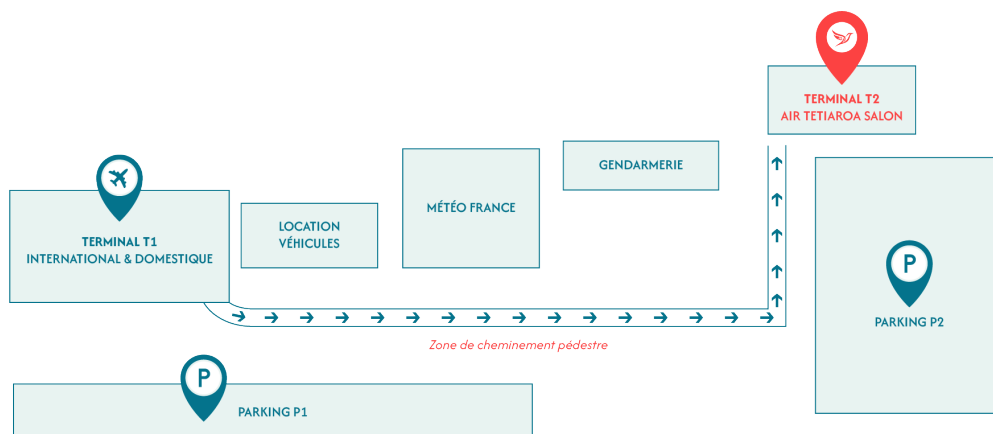 TERMINAL T2
AIR TETIAROA SALON
GENDARMERIE
MÉTÉO FRANCE
LOCATION
VÉHICULES
TERMINAL T1
INTERNATIONAL & DOMESTIQUE
P
PARKING P2
Zone de cheminement pédestre
P
PARKING P1